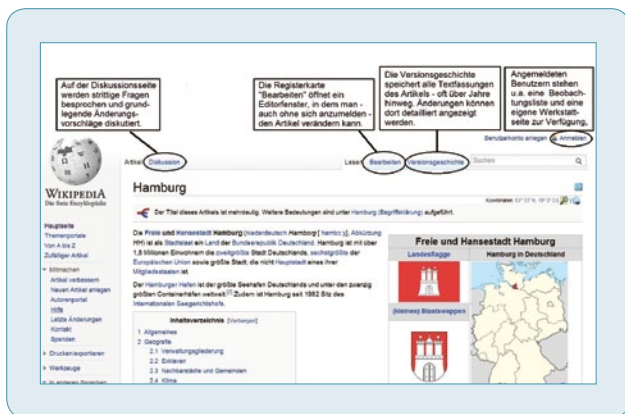 Auf der Diskussionsseite
werden strittige Fragen
besprochen und grund-
legende Änderungs-
vorschläge diskutiert.
Die Registerkarte
"Bearbeiten" öffnet ein
Editorfenster, in dem man -
auch ohne sich anzumelden -
den Artikel verändern kann.
Die Versionsgeschichte
speichert alle Textfassungen
des Artikels - oft über Jahre
hinweg. Änderungen können
dort detailliert angezeigt
werden.
Angemeldeten
Benutzern stehen
u.a. eine Beobach-
tungsliste und eine
eigene Werkstatt-
seite zur Verfügung.
Benutzerkonto anlegen Anmelden
Artikel Diskussion
Lesen Bearbeiten Versionsgeschichte Suchen
WIKIPEDIA
Die freie Enzyklopädie
Hauptseite
Themenportale
Von A bis Z
Zufälliger Artikel
Mitmachen
Artikel verbessern
Neuen Artikel anlegen
Autorenportal
Hilfe
Letzte Änderungen
Kontakt
Spenden
Drucken/exportieren
Werkzeuge
In anderen Sprachen
Hamburg
Koordinaten
Der Titel dieses Artikels ist mehrdeutig. Weitere Bedeutungen sind unter Hamburg (Begriffsklärung) aufgeführt.
Die Freie und Hansestadt Hamburg (niederdeutsch Hamborg), Abkürzung
HH) ist als Stadtstaat ein Land der Bundesrepublik Deutschland. Hamburg ist mit über
1,8 Millionen Einwohnern die zweitgrößte Stadt Deutschlands, sechstgrößte der
Europäischen Union sowie größte Stadt, die nicht Hauptstadt eines ihrer
Mitgliedsstaaten ist.
Der Hamburger Hafen ist der größte Seehafen Deutschlands und unter den zwanzig
größten Containerhäfen weltweit.[2] Zudem ist Hamburg seit 1982 Sitz des
Internationalen Seegerichtshofs.
Inhaltsverzeichnis [Verbergen]
1 Allgemeines
2 Geografie
2.1 Verwaltungsgliederung
2.2 Exklaven
2.3 Nachbarstädte und Gemeinden
2.4 Klima
Freie und Hansestadt Hamburg
Landesflagge Hamburg in Deutschland
(kleines) Staatswappen